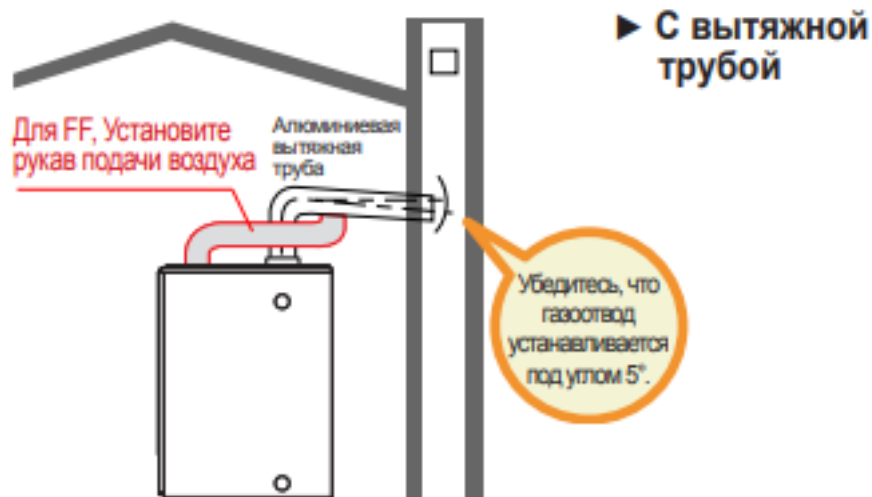 ► С вытяжной
трубой
Для FF, Установите
рукав подачи воздуха
Алюминиевая
вытяжная
труба
Убедитесь, что
газоотвод
устанавливается
под углом 5°.